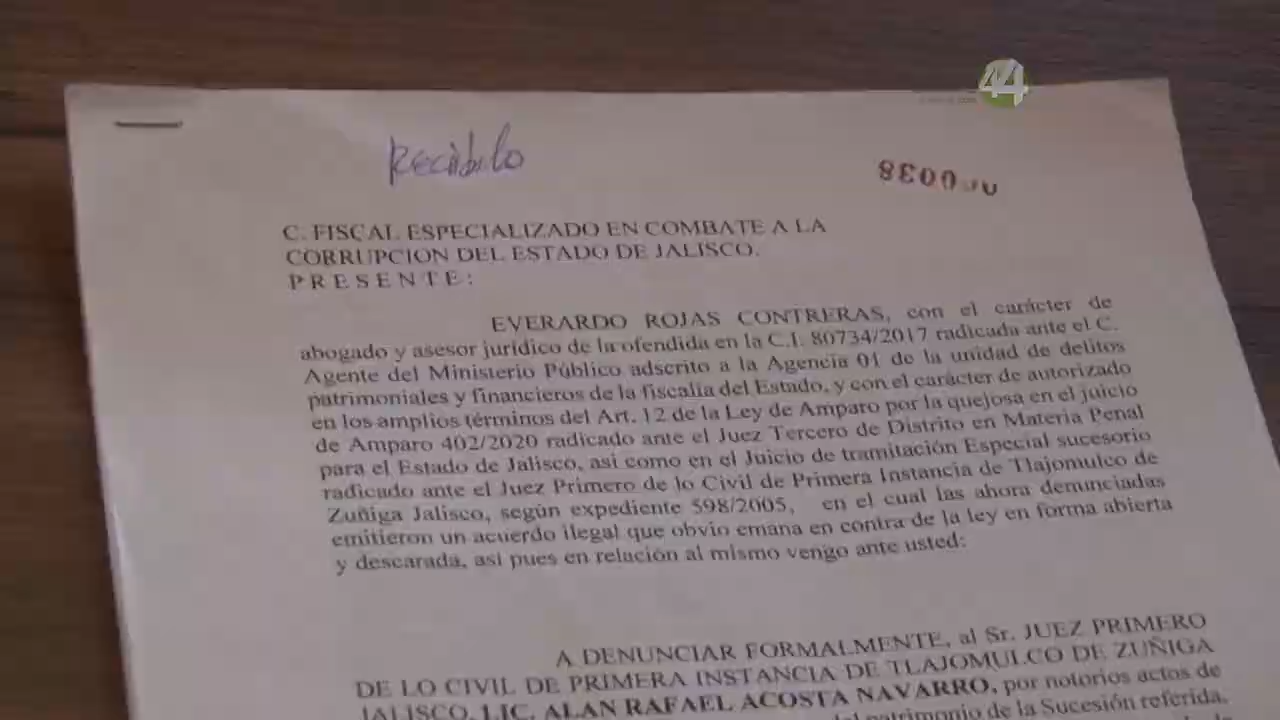 44
Recibilo
C. FISCAL ESPECIALIZADO EN COMBATE A LA
CORRUPCION DEL ESTADO DE JALISCO.
P R E S E N T E :
EVERARDO ROJAS CONTRERAS, con el carácter de
abogado y asesor jurídico de la ofendida en la C.I. 80734/2017 radicada ante el C.
Agente del Ministerio Público adscrito a la Agencia 01 de la unidad de delitos
patrimoniales y financieros de la fiscalía del Estado, y con el carácter de autorizado
en los amplios términos del Art. 12 de la Ley de Amparo por la quejosa en el juicio
de Amparo 402/2020 radicado ante el Juez Tercero de Distrito en Materia Penal
para el Estado de Jalisco, así como en el Juicio de tramitación Especial sucesorio
radicado ante el Juez Primero de lo Civil de Primera Instancia de Tlajomulco de
Zuñiga Jalisco, según expediente 598/2005, en el cual las ahora denunciadas
emitieron un acuerdo ilegal que obvio emana en contra de la ley en forma abierta
y descarada, así pues en relación al mismo vengo ante usted:
A DENUNCIAR FORMALMENTE, al Sr. JUEZ PRIMERO
DE LO CIVIL DE PRIMERA INSTANCIA DE TLAJOMULCO DE ZUÑIGA
JALISCO, LIC. ALAN RAFAEL ACOSTA NAVARRO, por notorios actos de
del patrimonio de la Sucesión referida,